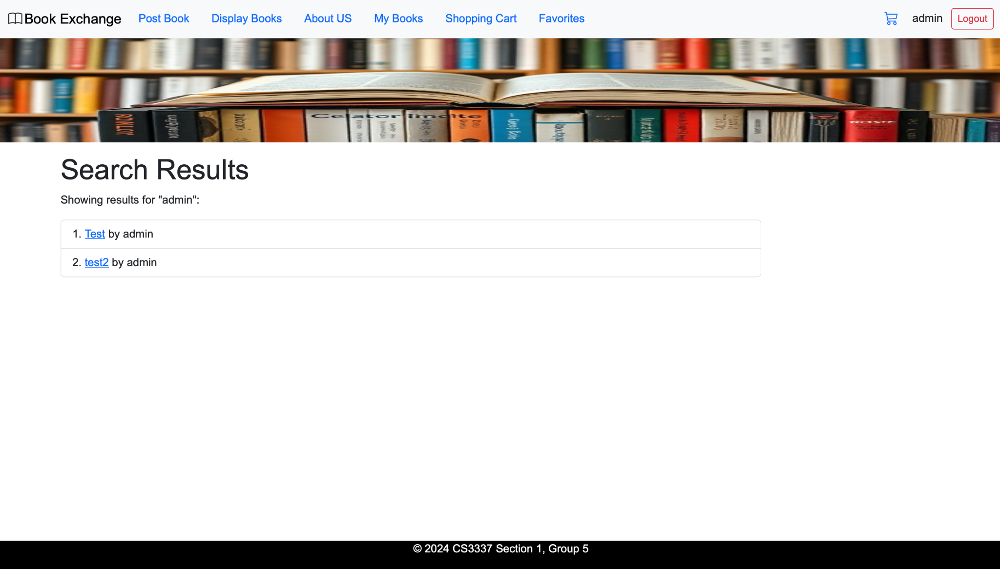 Book Exchange Post Book Display Books About US My Books Shopping Cart Favorites admin Logout
Search Results
Showing results for "admin":
1. Test by admin
2. test2 by admin
© 2024 CS3337 Section 1, Group 5